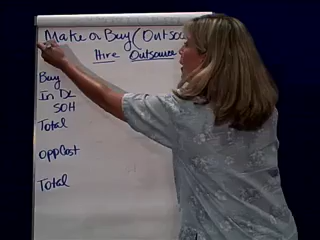 Make or Buy (Outso
Hire Outsource
Buy
In DL
SOH
Total
OppCost
Total